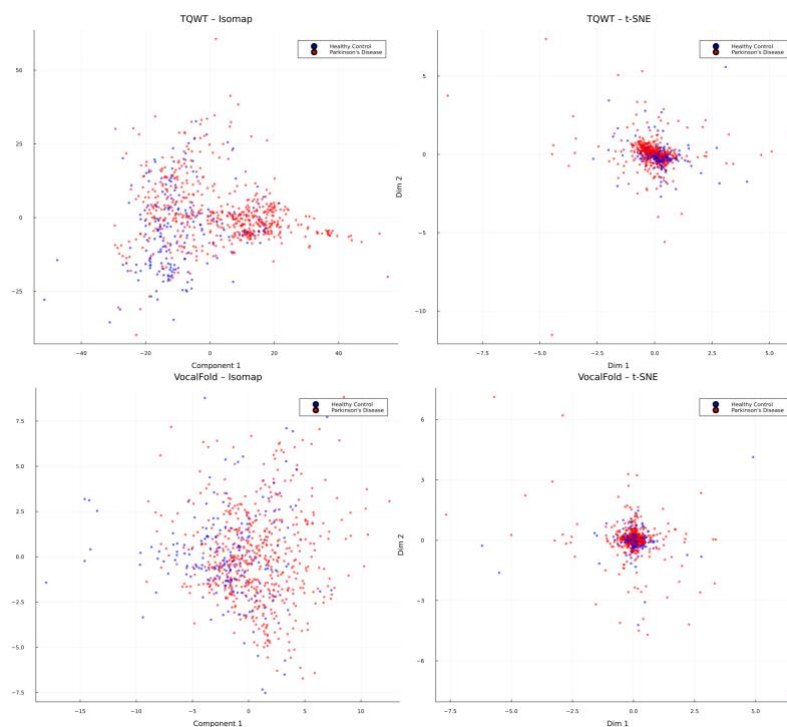 TQWT – Isomap
Healthy Control
Parkinson's Disease
50
25
0
−25
−40
−20
0
20
40
Component 1
TQWT – t-SNE
Healthy Control
Parkinson's Disease
Dim 2
5
0
−5
−10
−7.5
−5.0
−2.5
0.0
2.5
5.0
Dim 1
VocalFold – Isomap
Healthy Control
Parkinson's Disease
7.5
5.0
2.5
0.0
−2.5
−5.0
−7.5
−15
−10
−5
0
5
10
Component 1
VocalFold – t-SNE
Healthy Control
Parkinson's Disease
Dim 2
6
3
0
−3
−6
−7.5
−5.0
−2.5
0.0
2.5
5.0
Dim 1